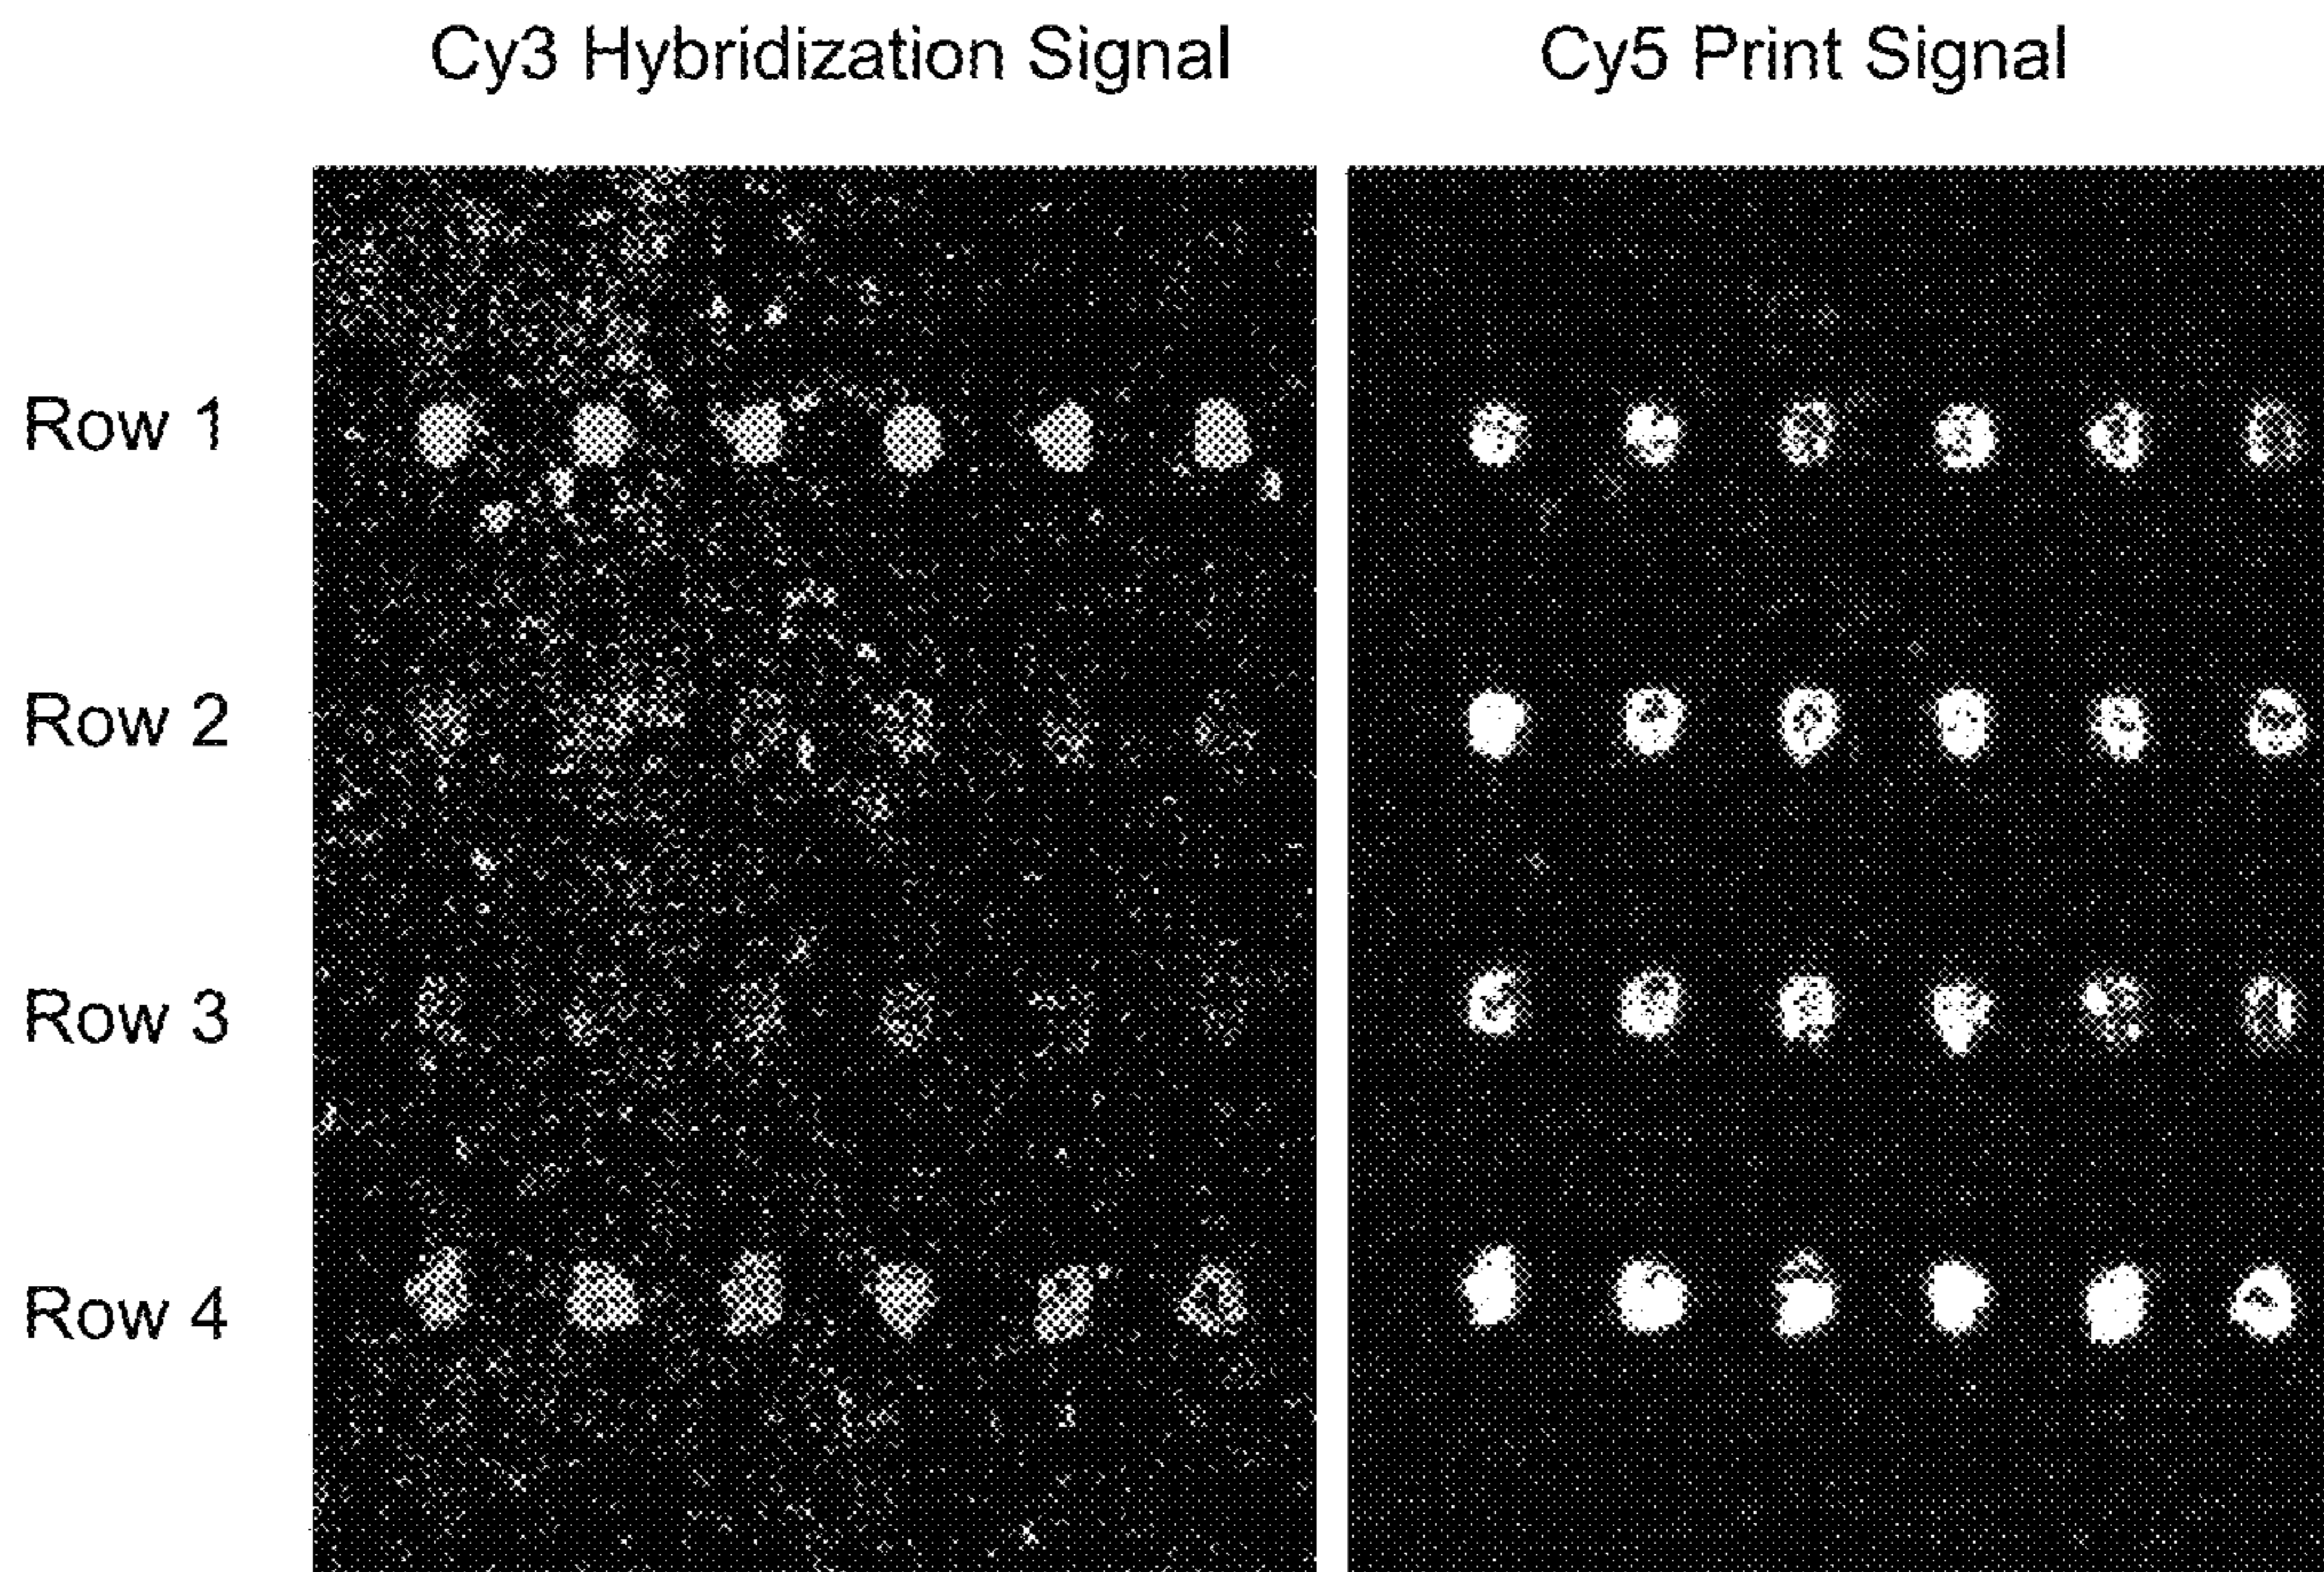 Cy3 Hybridization Signal
Cy5 Print Signal
Row 1
Row 2
Row 3
Row 4